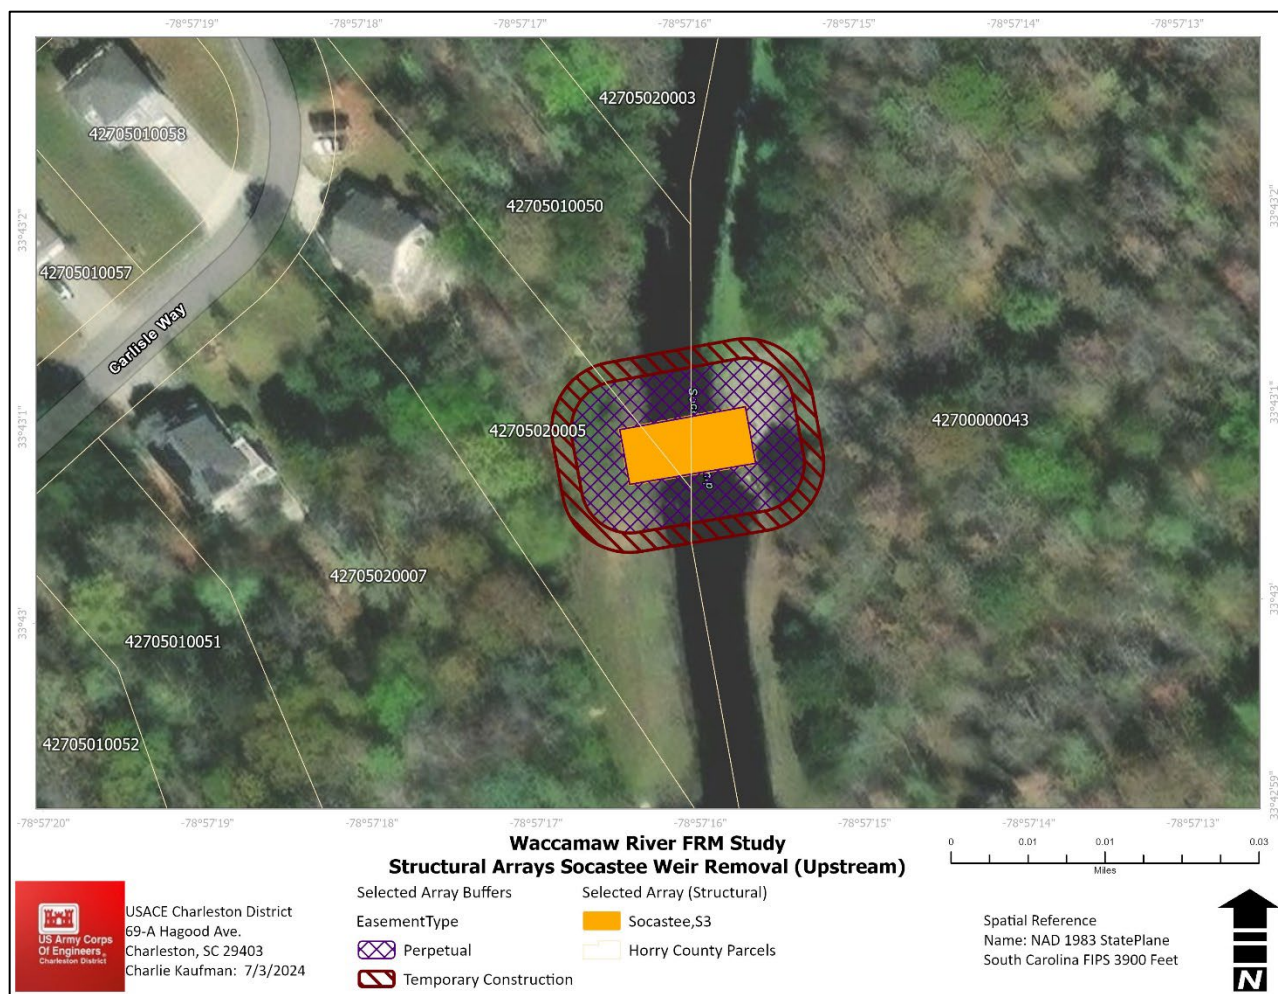 -78°57'19"
-78°57'18"
-78°57'17"
-78°57'16"
-78°57'15"
-78°57'14"
-78°57'13"
42705020003
42705010058
42705010050
33°43'2"
33°43'2"
42705010057
Carlisle Way
33°43'1"
33°43'1"
42705020005
42700000043
42705020007
33°43'
33°43'
42705010051
42705010052
33°42'59"
-78°57'20"
-78°57'19"
-78°57'18"
-78°57'17"
-78°57'16"
-78°57'15"
-78°57'14"
-78°57'13"
Waccamaw River FRM Study
Structural Arrays Socastee Weir Removal (Upstream)
0
0.01
0.01
0.03
Miles
Selected Array Buffers
EasementType
Perpetual
Temporary Construction
Selected Array (Structural)
Socastee,S3
Horry County Parcels
US Army Corps
Of Engineers®
Charleston District
USACE Charleston District
69-A Hagood Ave.
Charleston, SC 29403
Charlie Kaufman: 7/3/2024
Spatial Reference
Name: NAD 1983 StatePlane
South Carolina FIPS 3900 Feet
N